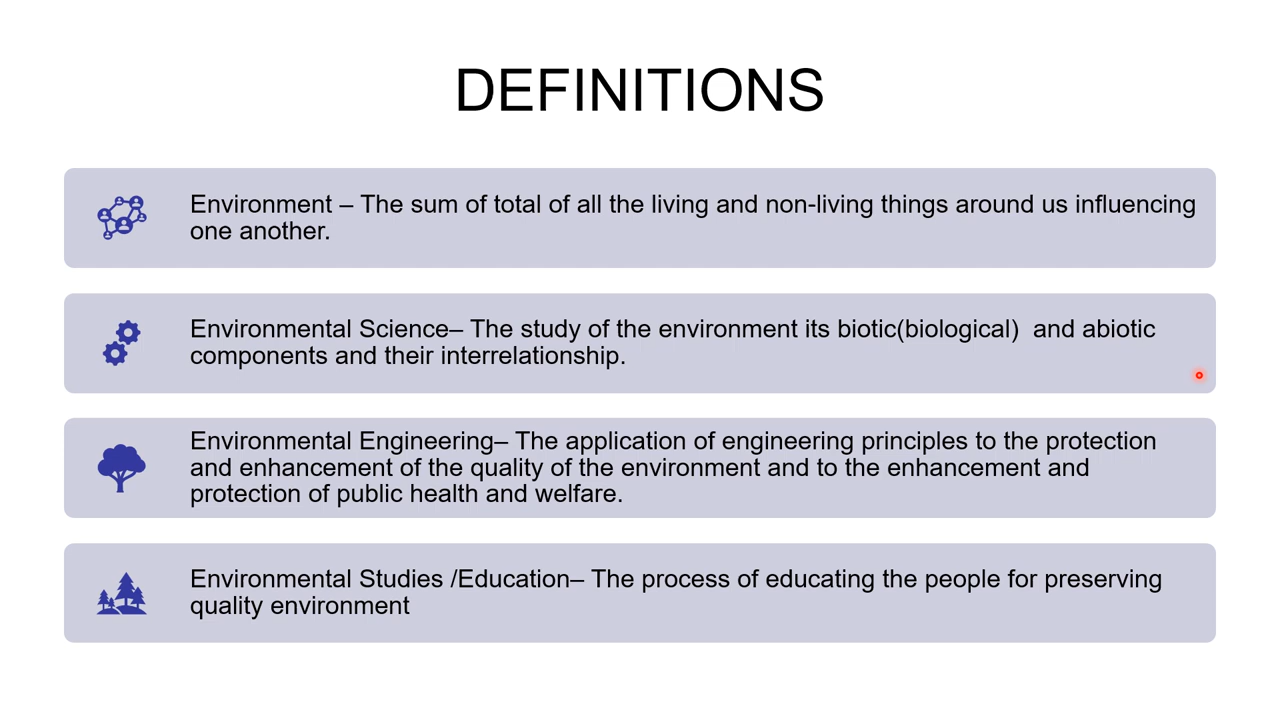 DEFINITIONS
Environment – The sum of total of all the living and non-living things around us influencing
one another.
Environmental Science– The study of the environment its biotic(biological)  and abiotic
components and their interrelationship.
Environmental Engineering– The application of engineering principles to the protection
and enhancement of the quality of the environment and to the enhancement and
protection of public health and welfare.
Environmental Studies /Education– The process of educating the people for preserving
quality environment